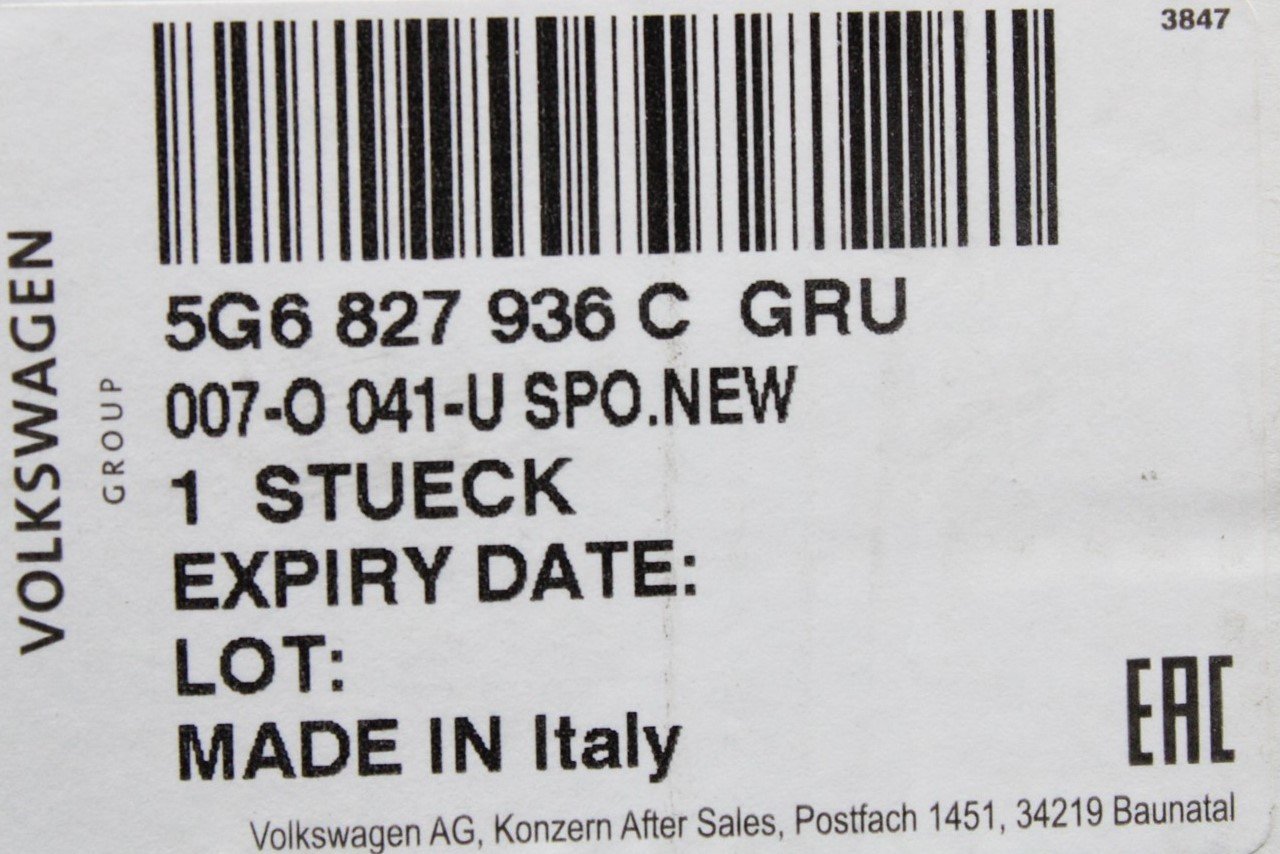 3847
VOLKSWAGEN
GROUP
5G6 827 936 C GRU
007-O 041-U SPO.NEW
1 STUECK
EXPIRY DATE:
LOT:
MADE IN Italy
EAC
Volkswagen AG, Konzern After Sales, Postfach 1451, 34219 Baunatal